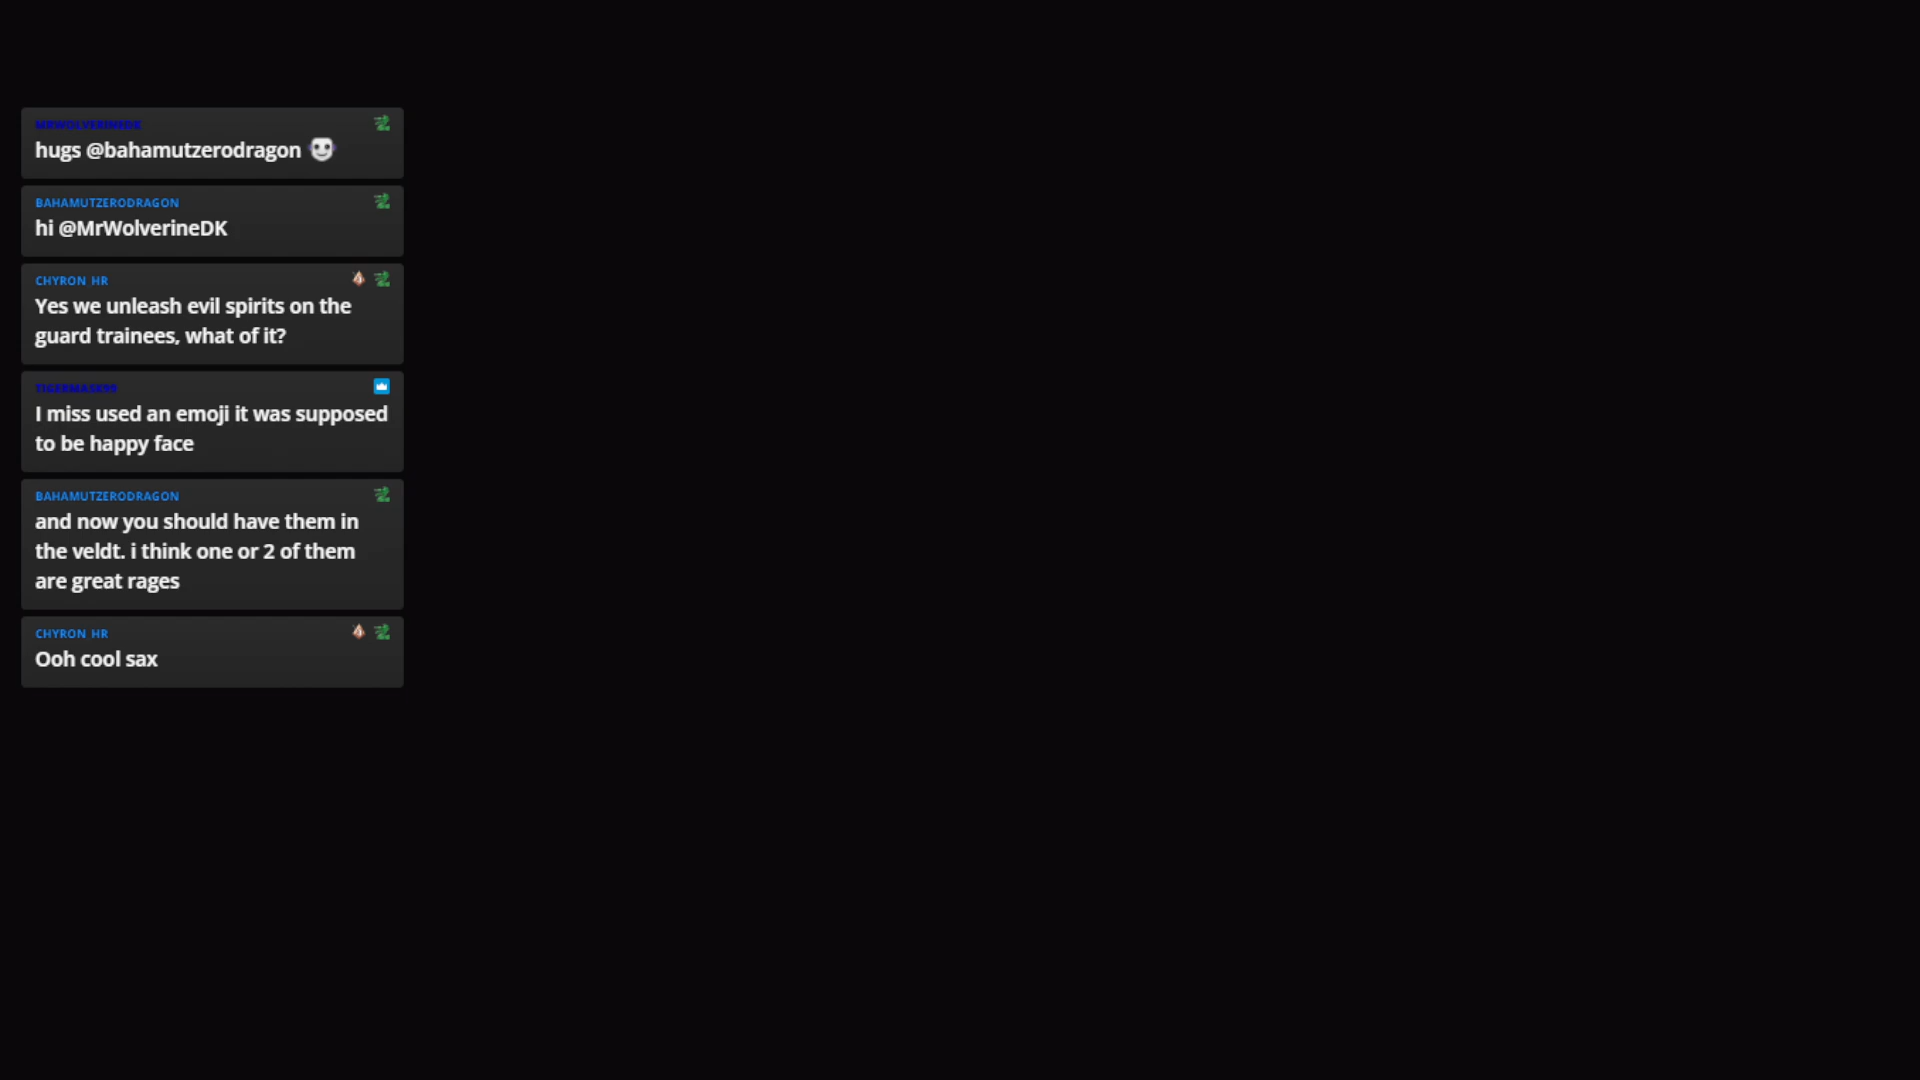 MRWOLVERINEDK
hugs @bahamutzerodragon
BAHAMUTZERODRAGON
hi @MrWolverineDK
CHYRON HR
Yes we unleash evil spirits on the
guard trainees, what of it?
TIGERMASK99
I miss used an emoji it was supposed
to be happy face
BAHAMUTZERODRAGON
and now you should have them in
the veldt. i think one or 2 of them
are great rages
CHYRON HR
Ooh cool sax